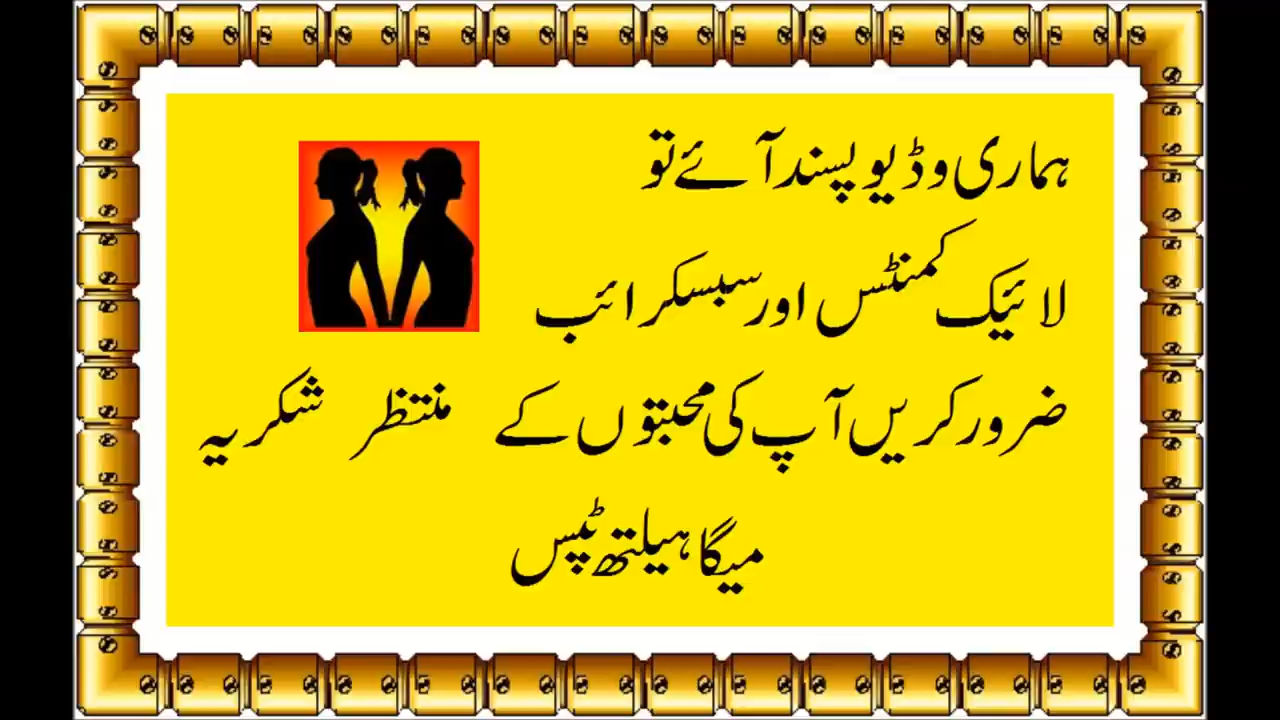 ہماری وڈیو پسند آئے تو
لائیک کمنٹس اور سبسکرائب
ضرور کریں آپ کی محبتوں کے منتظر شکریہ
میگا ہیلتھ ٹپس